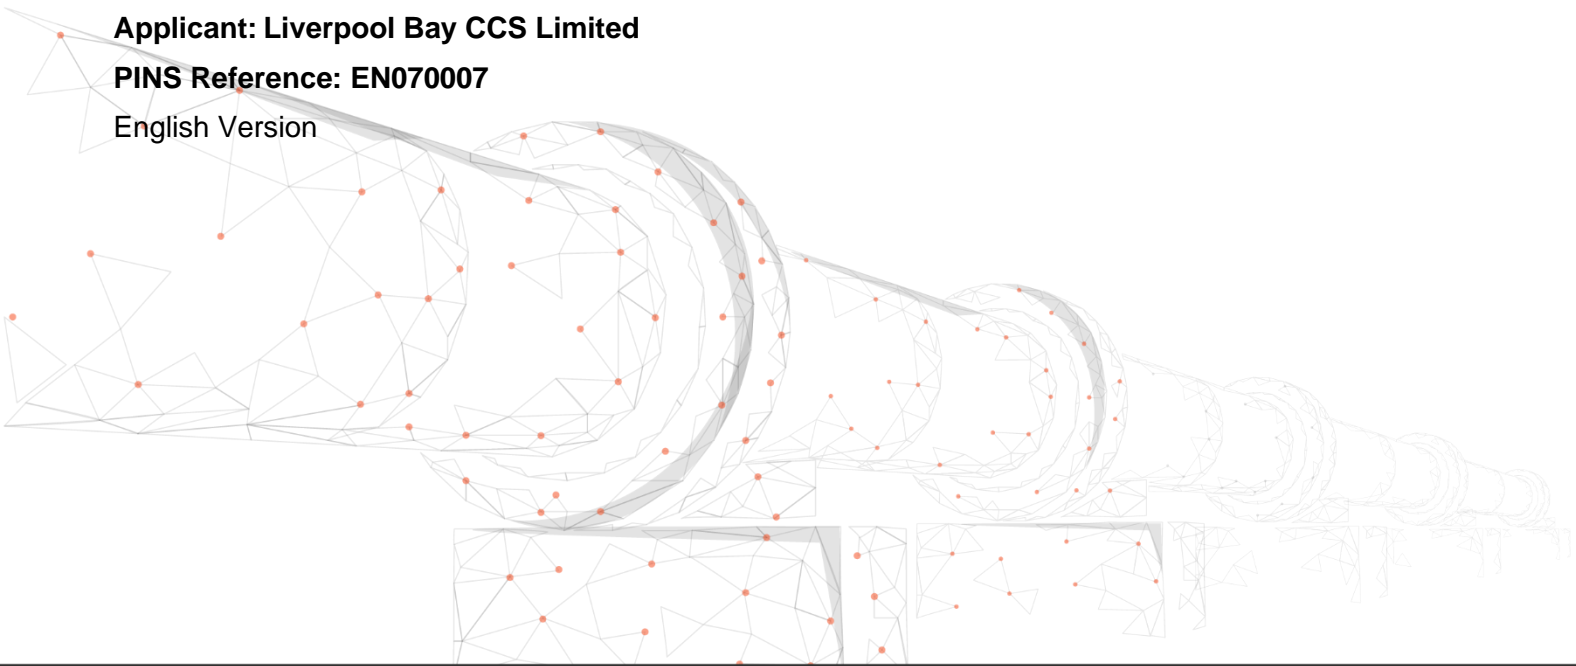 Applicant: Liverpool Bay CCS Limited
PINS Reference: EN070007
English Version